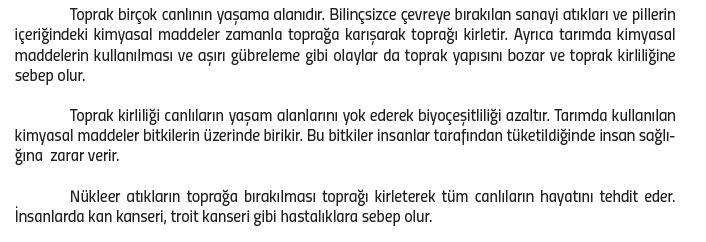 Toprak birçok canlının yaşama alanıdır. Bilinçsizce çevreye bırakılan sanayi atıkları ve pillerin
içeriğindeki kimyasal maddeler zamanla toprağa karışarak toprağı kirletir. Ayrıca tarımda kimyasal
maddelerin kullanılması ve aşırı gübreleme gibi olaylar da toprak yapısını bozar ve toprak kirliliğine
sebep olur.
Toprak kirliliği canlıların yaşam alanlarını yok ederek biyoçeşitliliği azaltır. Tarımda kullanılan
kimyasal maddeler bitkilerin üzerinde birikir. Bu bitkiler insanlar tarafından tüketildiğinde insan sağlı-
ğına zarar verir.
Nükleer atıkların toprağa bırakılması toprağı kirleterek tüm canlıların hayatını tehdit eder.
İnsanlarda kan kanseri, troit kanseri gibi hastalıklara sebep olur.